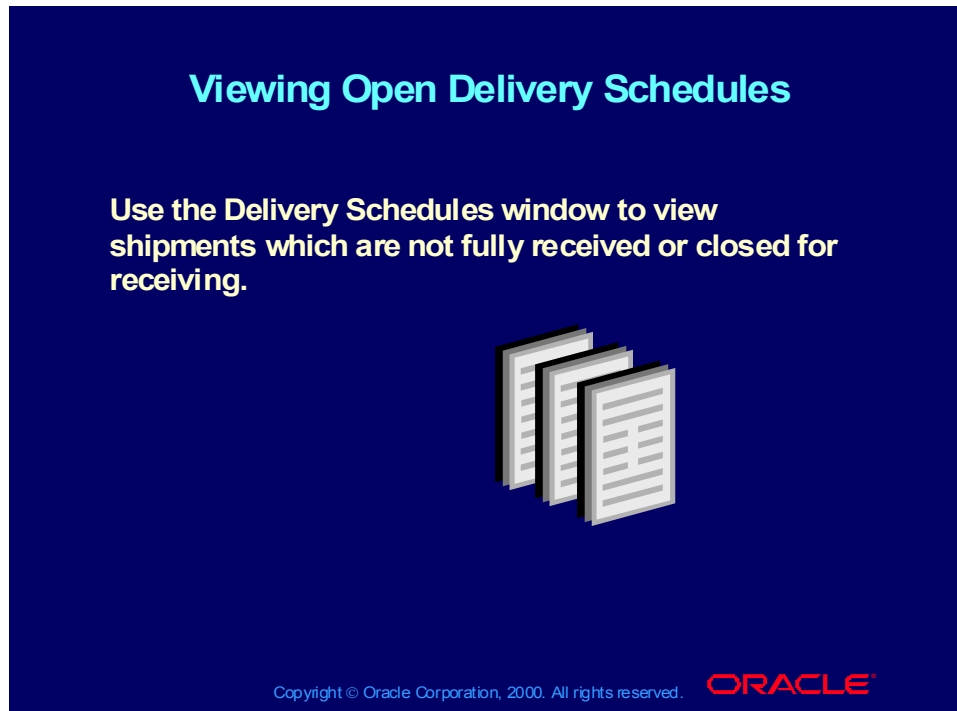 Viewing Open Delivery Schedules
Use the Delivery Schedules window to view
shipments which are not fully received or closed for
receiving.
Copyright © Oracle Corporation, 2000. All rights reserved.
ORACLE®